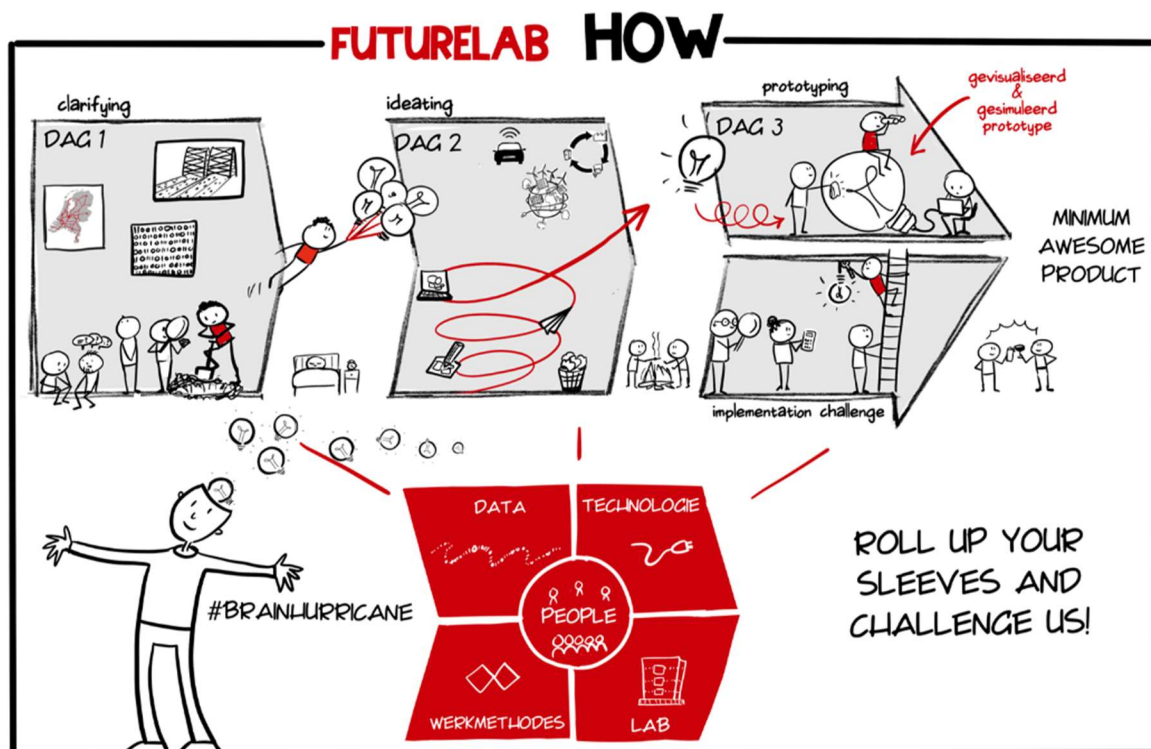 FUTURELAB HOW
clarifying
DAG 1
ideating
DAG 2
prototyping
DAG 3
gevisualiseerd
&
gesimuleerd
prototype
MINIMUM
AWESOME
PRODUCT
implementation challenge
#BRAINHURRICANE
DATA
TECHNOLOGIE
PEOPLE
WERKMETHODES
LAB
ROLL UP YOUR
SLEEVES AND
CHALLENGE US!